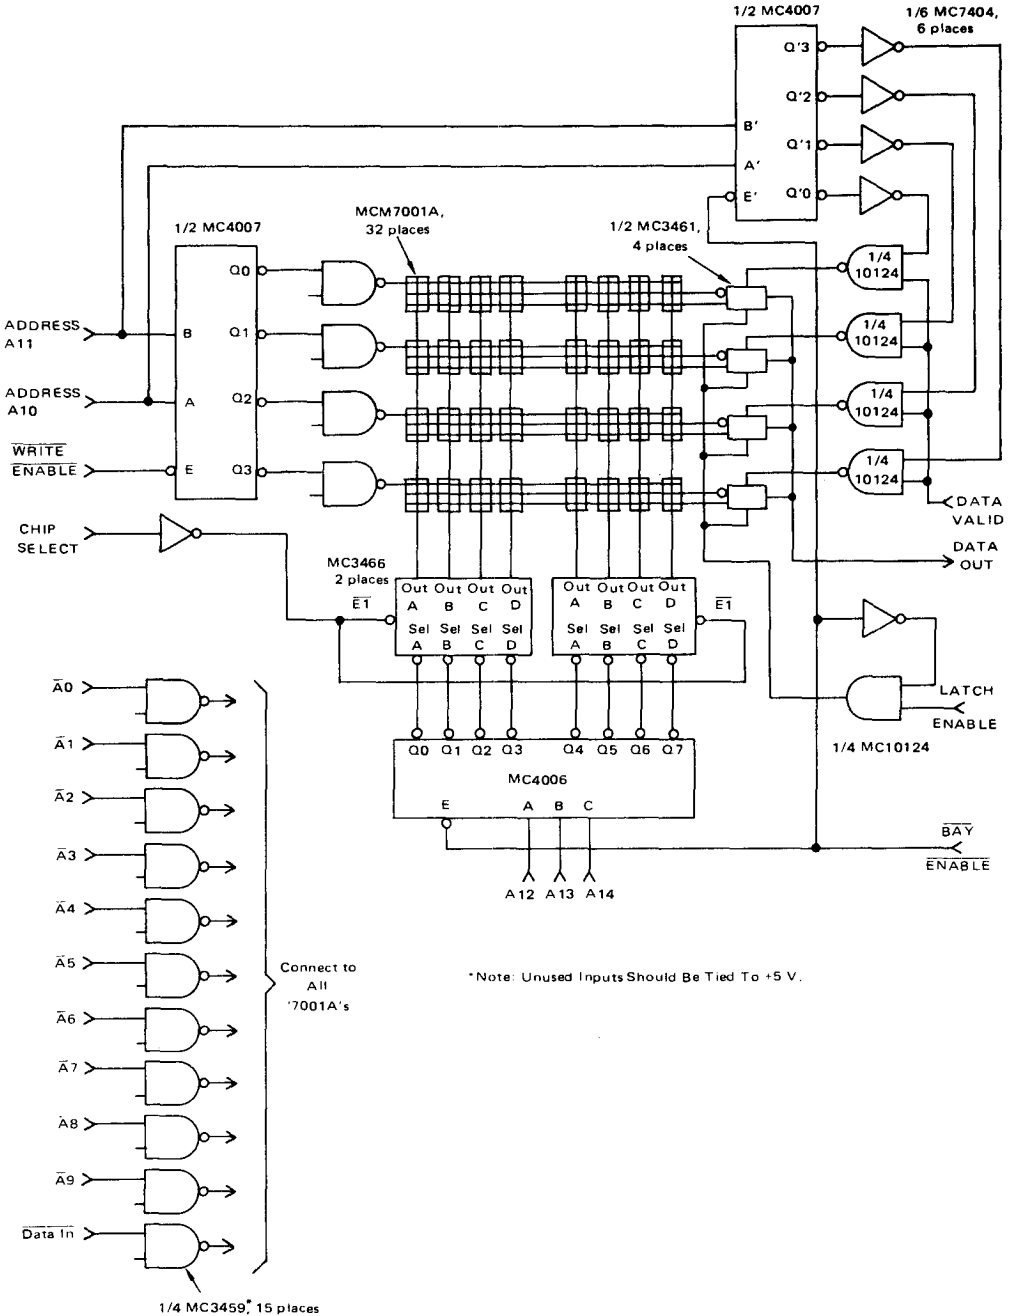 1/2 MC4007
1/6 MC7404,
6 places
Q'3
Q'2
B'
Q'1
A'
E'
Q'0
MCM7001A,
32 places
1/2 MC3461,
4 places
1/2 MC4007
Q0
1/4
10124
ADDRESS
A11
B
Q1
1/4
10124
ADDRESS
A10
A
Q2
1/4
10124
WRITE
ENABLE
E
Q3
1/4
10124
DATA
VALID
CHIP
SELECT
DATA
OUT
MC3466
2 places
Out Out Out Out
A B C D
E1
Sel Sel Sel Sel
A B C D
Out Out Out Out
A B C D
E1
Sel Sel Sel Sel
A B C D
LATCH
ENABLE
1/4 MC10124
Q0 Q1 Q2 Q3 Q4 Q5 Q6 Q7
MC4006
E A B C
BAY
ENABLE
A12 A13 A14
A0
A1
A2
A3
A4
A5
A6
A7
A8
A9
Data In
Connect to
All
'7001A's
*Note: Unused Inputs Should Be Tied To +5 V.
1/4 MC3459,* 15 places